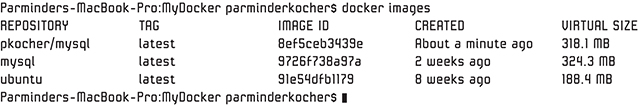 Parminders-MacBook-Pro:MyDocker parminderkocher$ docker images
REPOSITORY TAG IMAGE ID CREATED VIRTUAL SIZE
pkocher/mysql latest 8ef5ceb3439e About a minute ago 318.1 MB
mysql latest 9726f738a97a 2 weeks ago 324.3 MB
ubuntu latest 91e54dfb1179 8 weeks ago 188.4 MB
Parminders-MacBook-Pro:MyDocker parminderkocher$